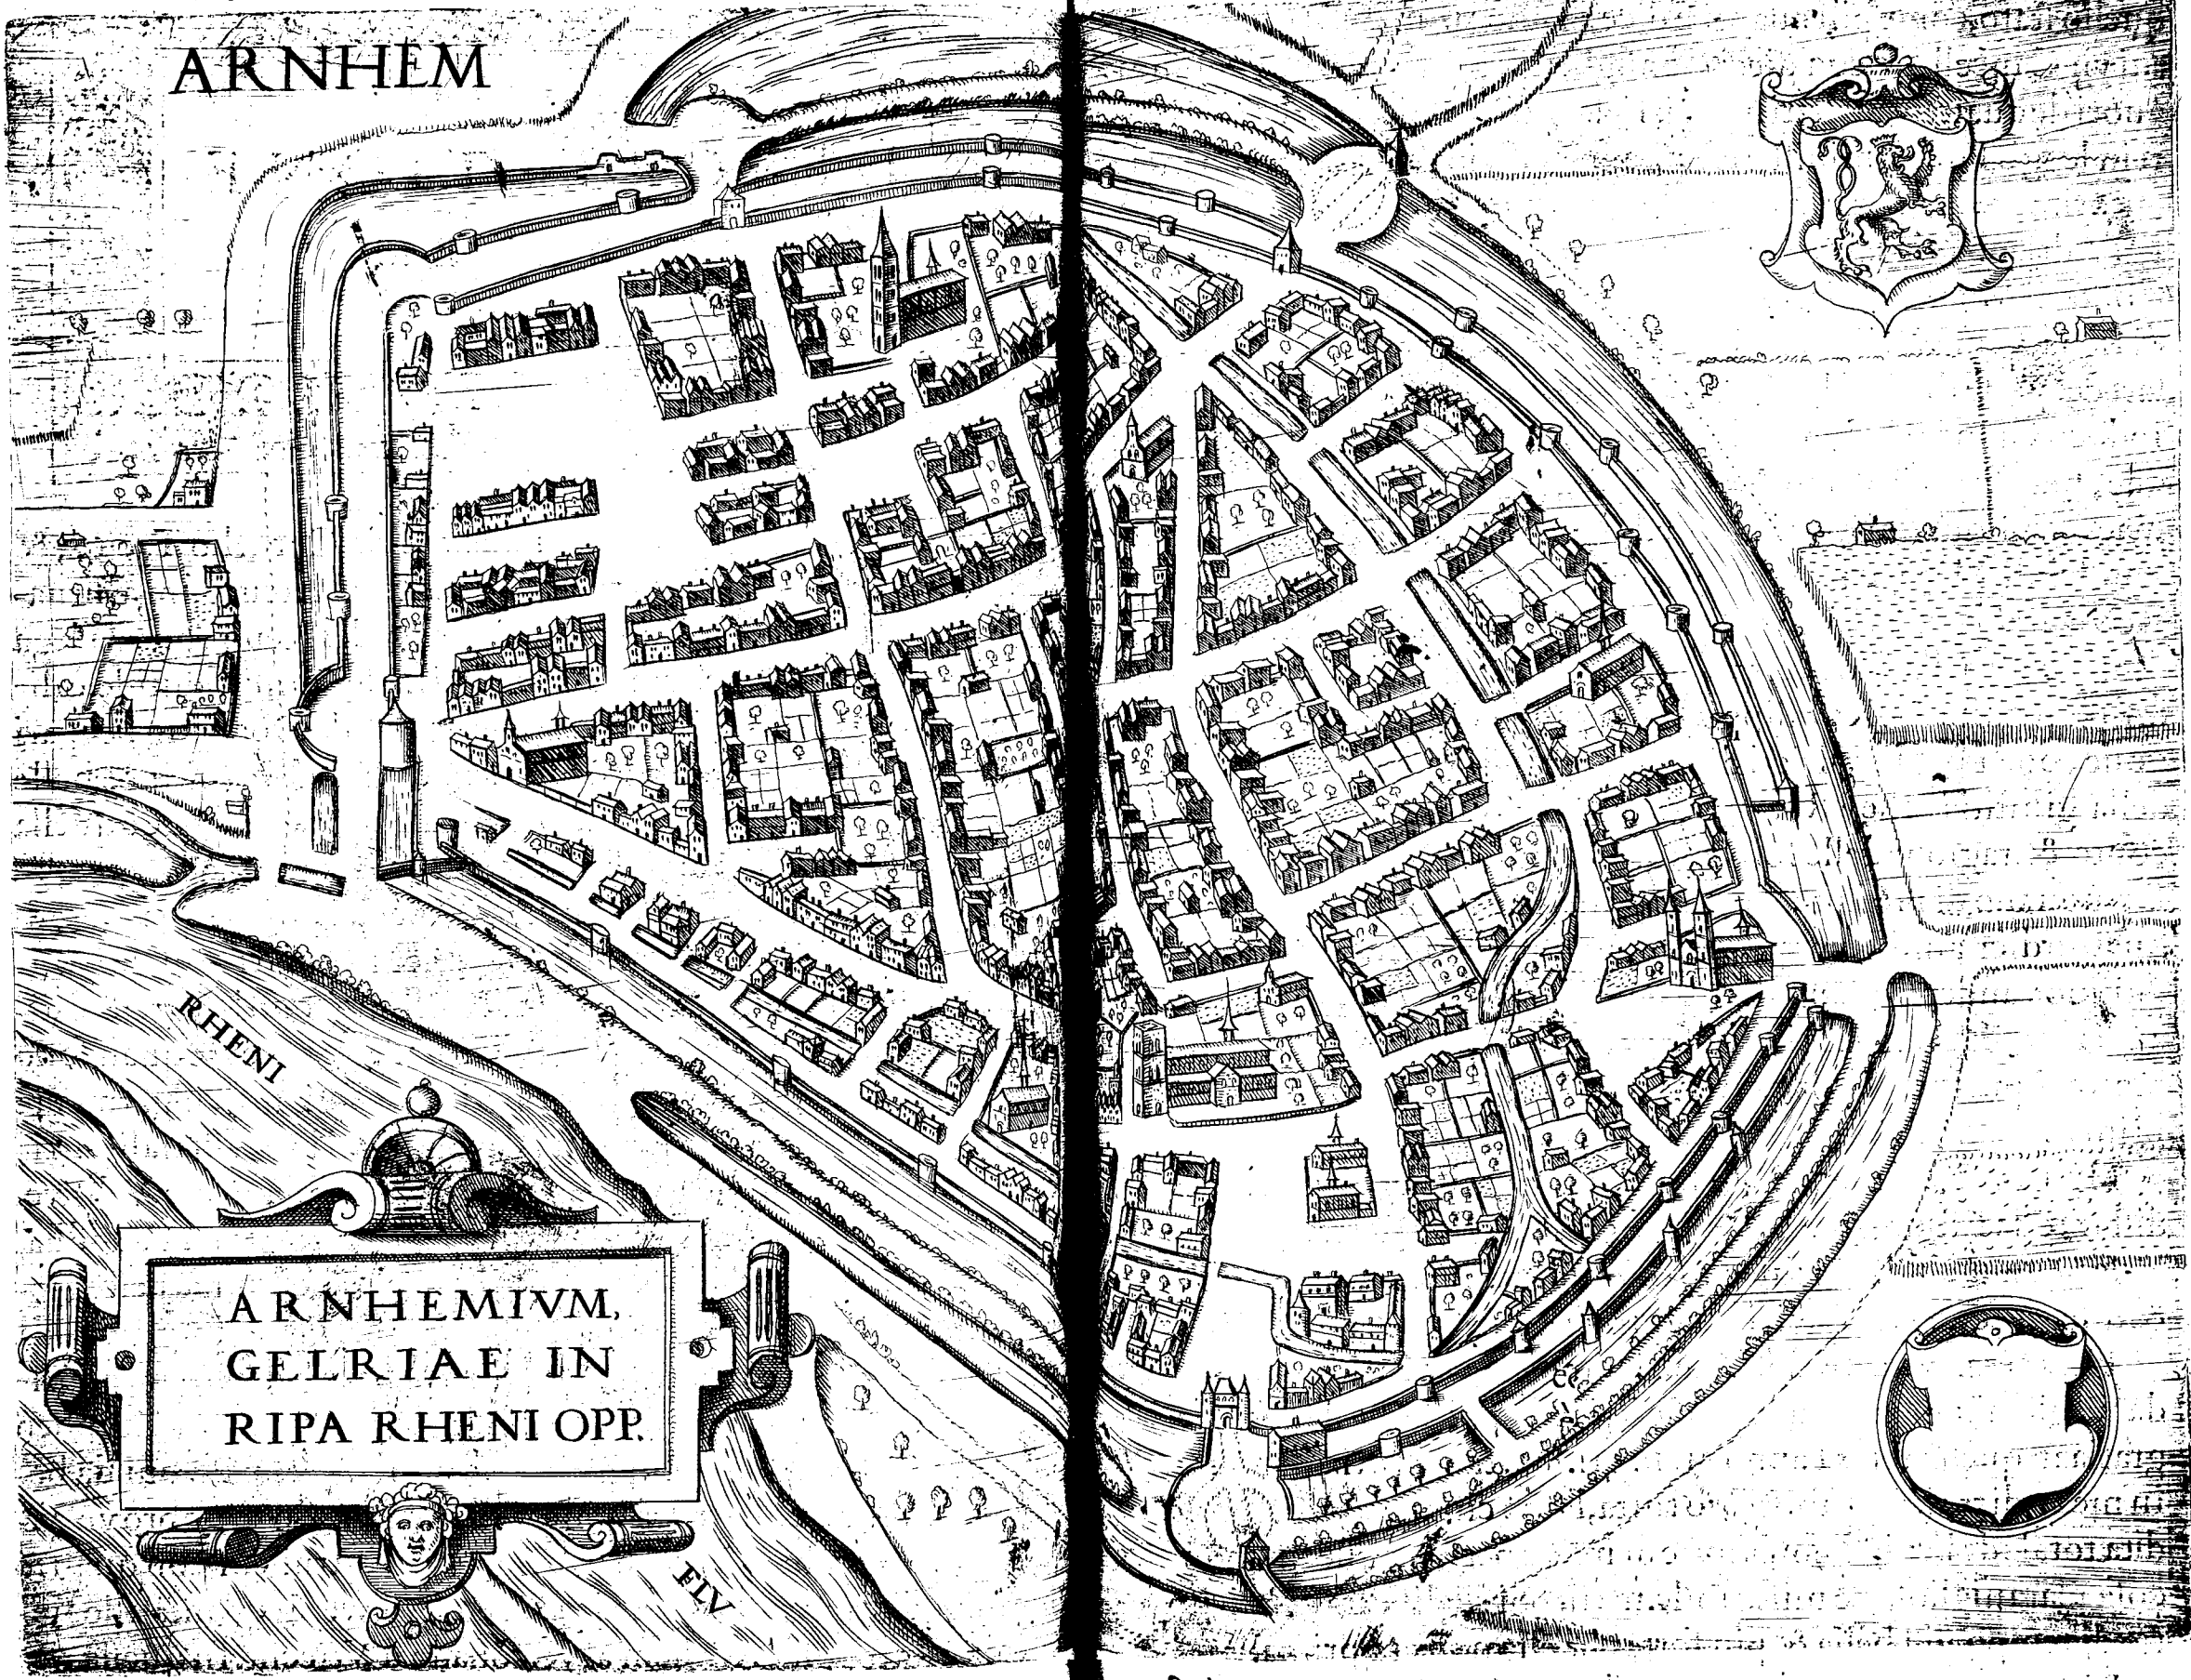 ARNHEM
RHENI
ARNHEMIVM,
GELRIAE IN
RIPA RHENI OPP.
FLV